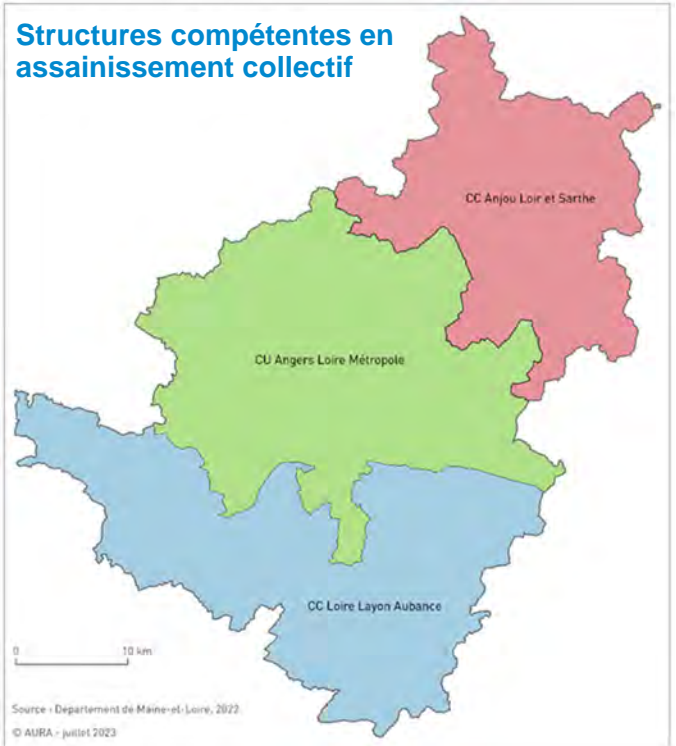 Structures compétentes en
assainissement collectif
CC Anjou Loir et Sarthe
CU Angers Loire Métropole
CC Loire Layon Aubance
0 10 km
Source : Département de Maine-et-Loire, 2022
© AURA - juillet 2023